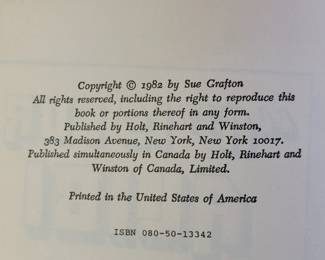 Copyright © 1982 by Sue Grafton
All rights reserved, including the right to reproduce this
book or portions thereof in any form.
Published by Holt, Rinehart and Winston,
383 Madison Avenue, New York, New York 10017.
Published simultaneously in Canada by Holt, Rinehart and
Winston of Canada, Limited.
Printed in the United States of America
ISBN 080-50-13342